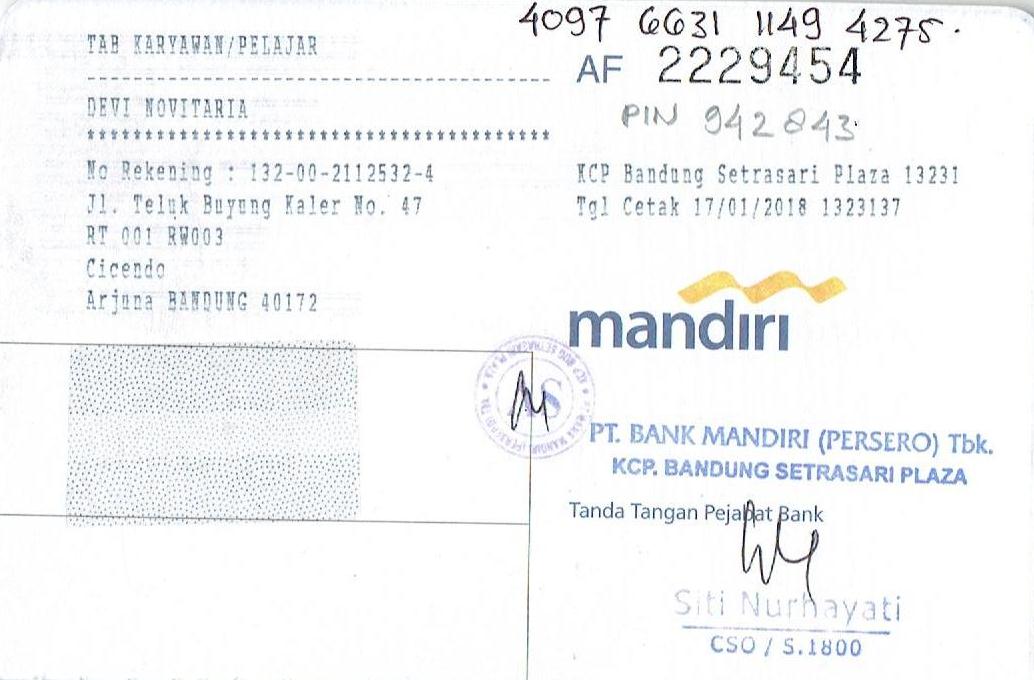 4097 6631 1149 4275.
TAB KARYAWAN/PELAJAR
AF 2229454
DEVI NOVITARIA
PIN 942843
****************************************
No Rekening : 132-00-2112532-4
KCP Bandung Setrasari Plaza 13231
Jl. Teluk Buyung Kaler No. 47
Tgl Cetak 17/01/2018 1323137
RT 001 RW003
Cicendo
Arjuna BANDUNG 40172
mandiri
PT. BANK MANDIRI (PERSERO) Tbk.
KCP. BANDUNG SETRASARI PLAZA
Tanda Tangan Pejabat Bank
Siti Nurhayati
CSO / S.1800